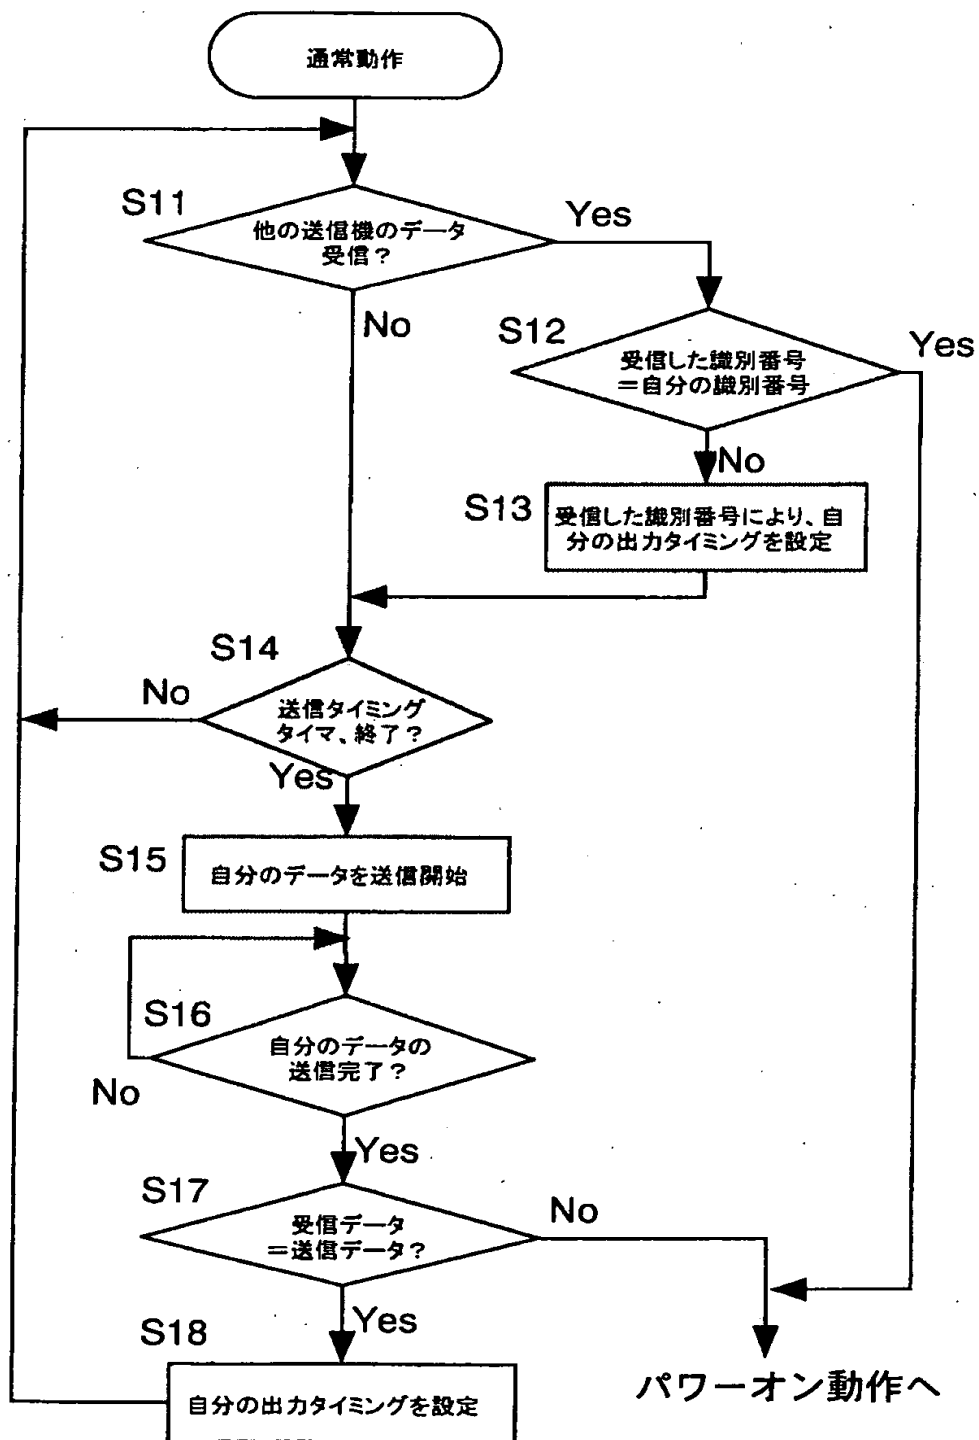 通常動作
S11
他の送信機のデータ
受信?
Yes
No
S12
受信した識別番号
=自分の識別番号
Yes
No
S13
受信した識別番号により、自
分の出力タイミングを設定
S14
送信タイミング
タイマ、終了?
No
Yes
S15
自分のデータを送信開始
S16
自分のデータの
送信完了?
No
Yes
S17
受信データ
=送信データ?
No
Yes
S18
自分の出力タイミングを設定
パワーオン動作へ